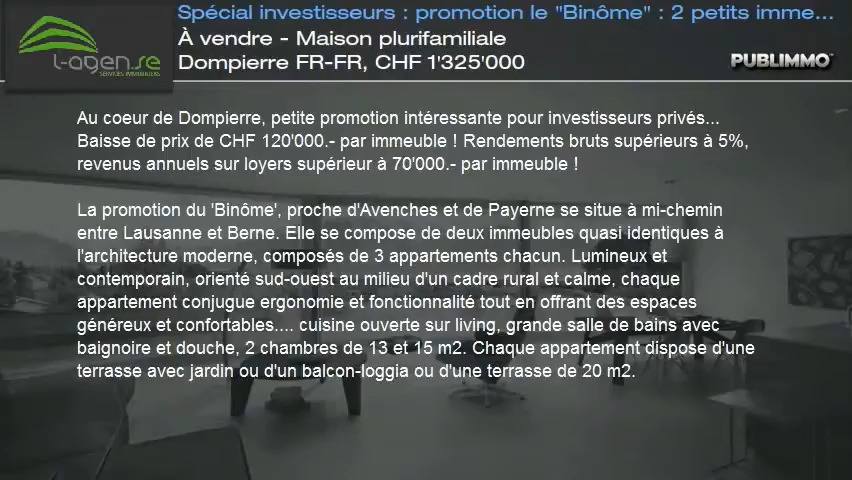 Spécial investisseurs : promotion le "Binôme" : 2 petits imme...
À vendre - Maison plurifamiliale
Dompierre FR-FR, CHF 1'325'000
l-agen.se
SERVICES IMMOBILIERS
PUBLIMMO
Au coeur de Dompierre, petite promotion intéressante pour investisseurs privés...
Baisse de prix de CHF 120'000.- par immeuble ! Rendements bruts supérieurs à 5%,
revenus annuels sur loyers supérieur à 70'000.- par immeuble !
La promotion du 'Binôme', proche d'Avenches et de Payerne se situe à mi-chemin
entre Lausanne et Berne. Elle se compose de deux immeubles quasi identiques à
l'architecture moderne, composés de 3 appartements chacun. Lumineux et
contemporain, orienté sud-ouest au milieu d'un cadre rural et calme, chaque
appartement conjugue ergonomie et fonctionnalité tout en offrant des espaces
généreux et confortables.... cuisine ouverte sur living, grande salle de bains avec
baignoire et douche, 2 chambres de 13 et 15 m2. Chaque appartement dispose d'une
terrasse avec jardin ou d'un balcon-loggia ou d'une terrasse de 20 m2.